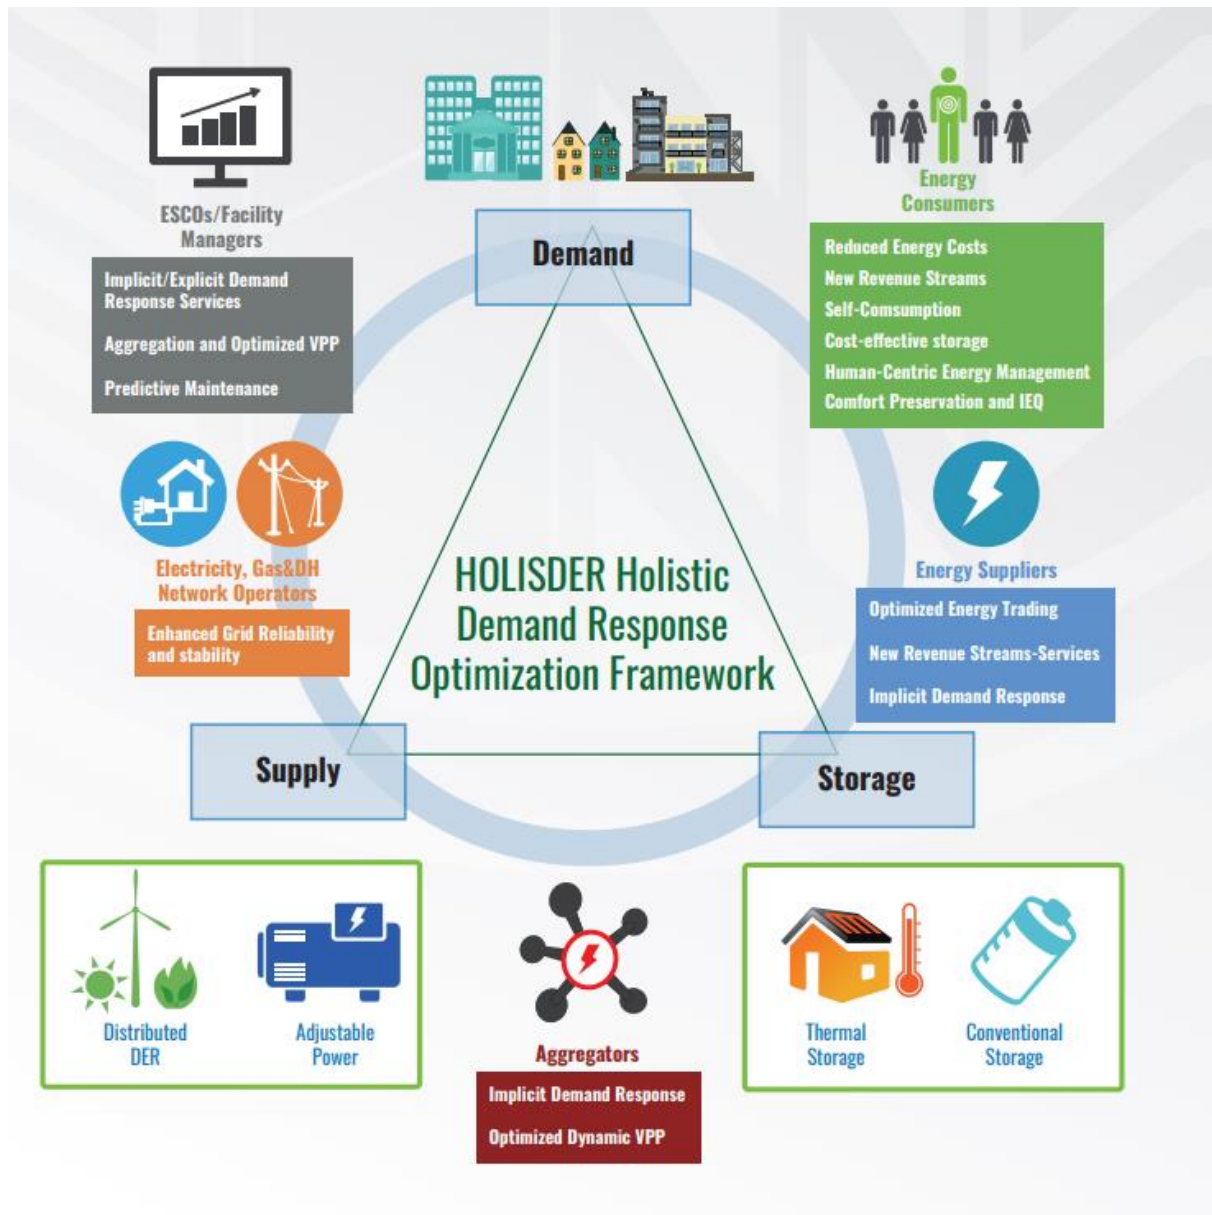 ESCOs/Facility
Managers
Implicit/Explicit Demand
Response Services
Aggregation and Optimized VPP
Predictive Maintenance
Demand
Energy
Consumers
Reduced Energy Costs
New Revenue Streams
Self-Comsumption
Cost-effective storage
Human-Centric Energy Management
Comfort Preservation and IEQ
Electricity, Gas&DH
Network Operators
Enhanced Grid Reliability
and stability
HOLISDER Holistic
Demand Response
Optimization Framework
Energy Suppliers
Optimized Energy Trading
New Revenue Streams-Services
Implicit Demand Response
Supply
Storage
Distributed
DER
Adjustable
Power
Aggregators
Implicit Demand Response
Optimized Dynamic VPP
Thermal
Storage
Conventional
Storage